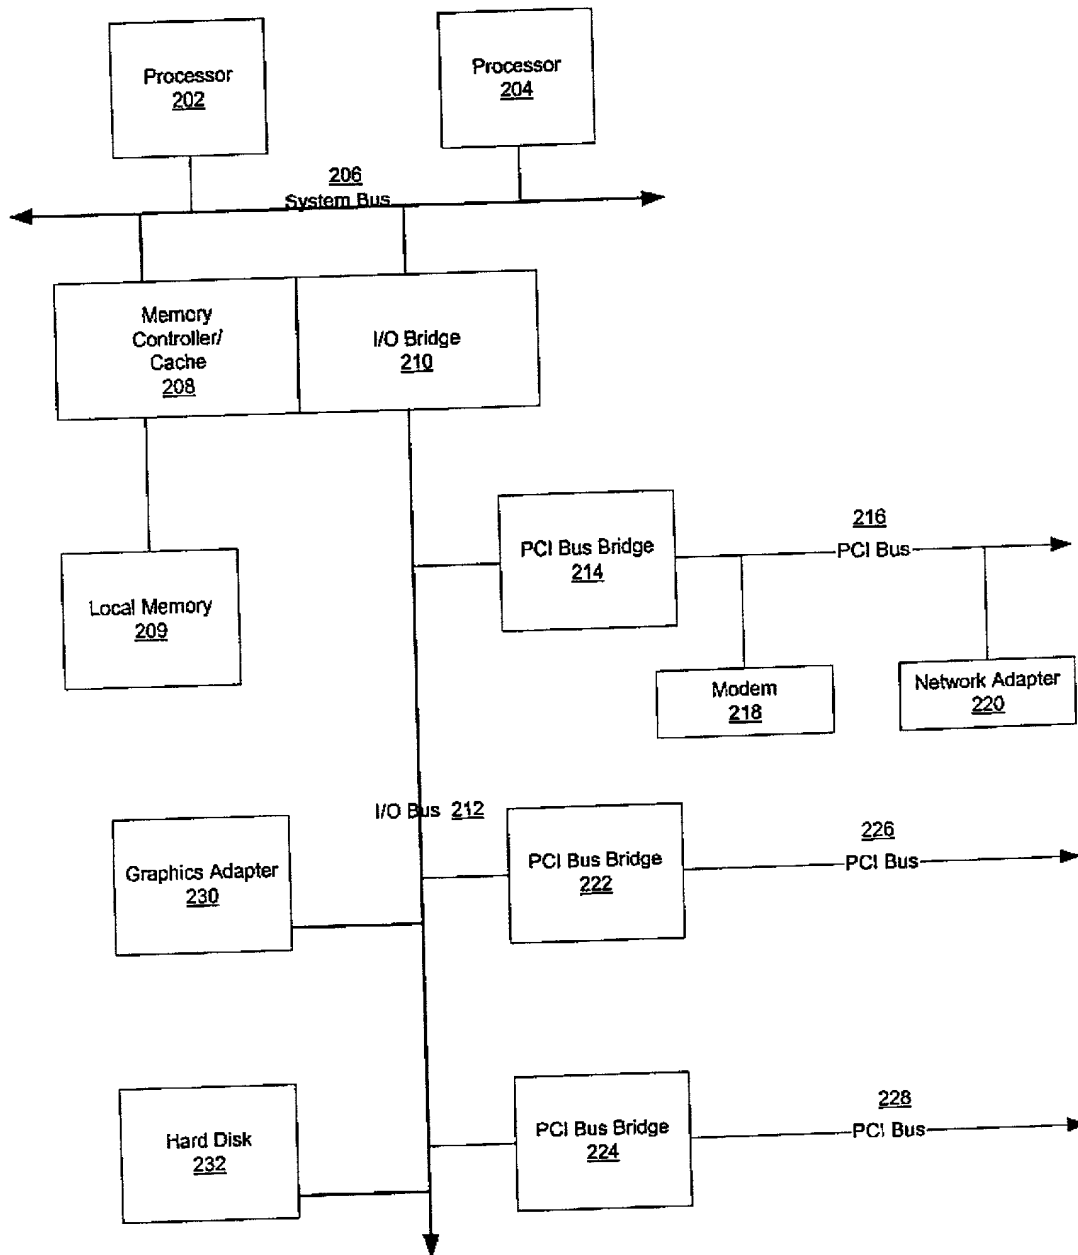 Processor
202
Processor
204
206
System Bus
Memory
Controller/
Cache
208
I/O Bridge
210
PCI Bus Bridge
214
216
PCI Bus
Local Memory
209
Modem
218
Network Adapter
220
I/O Bus 212
Graphics Adapter
230
PCI Bus Bridge
222
226
PCI Bus
Hard Disk
232
PCI Bus Bridge
224
228
PCI Bus